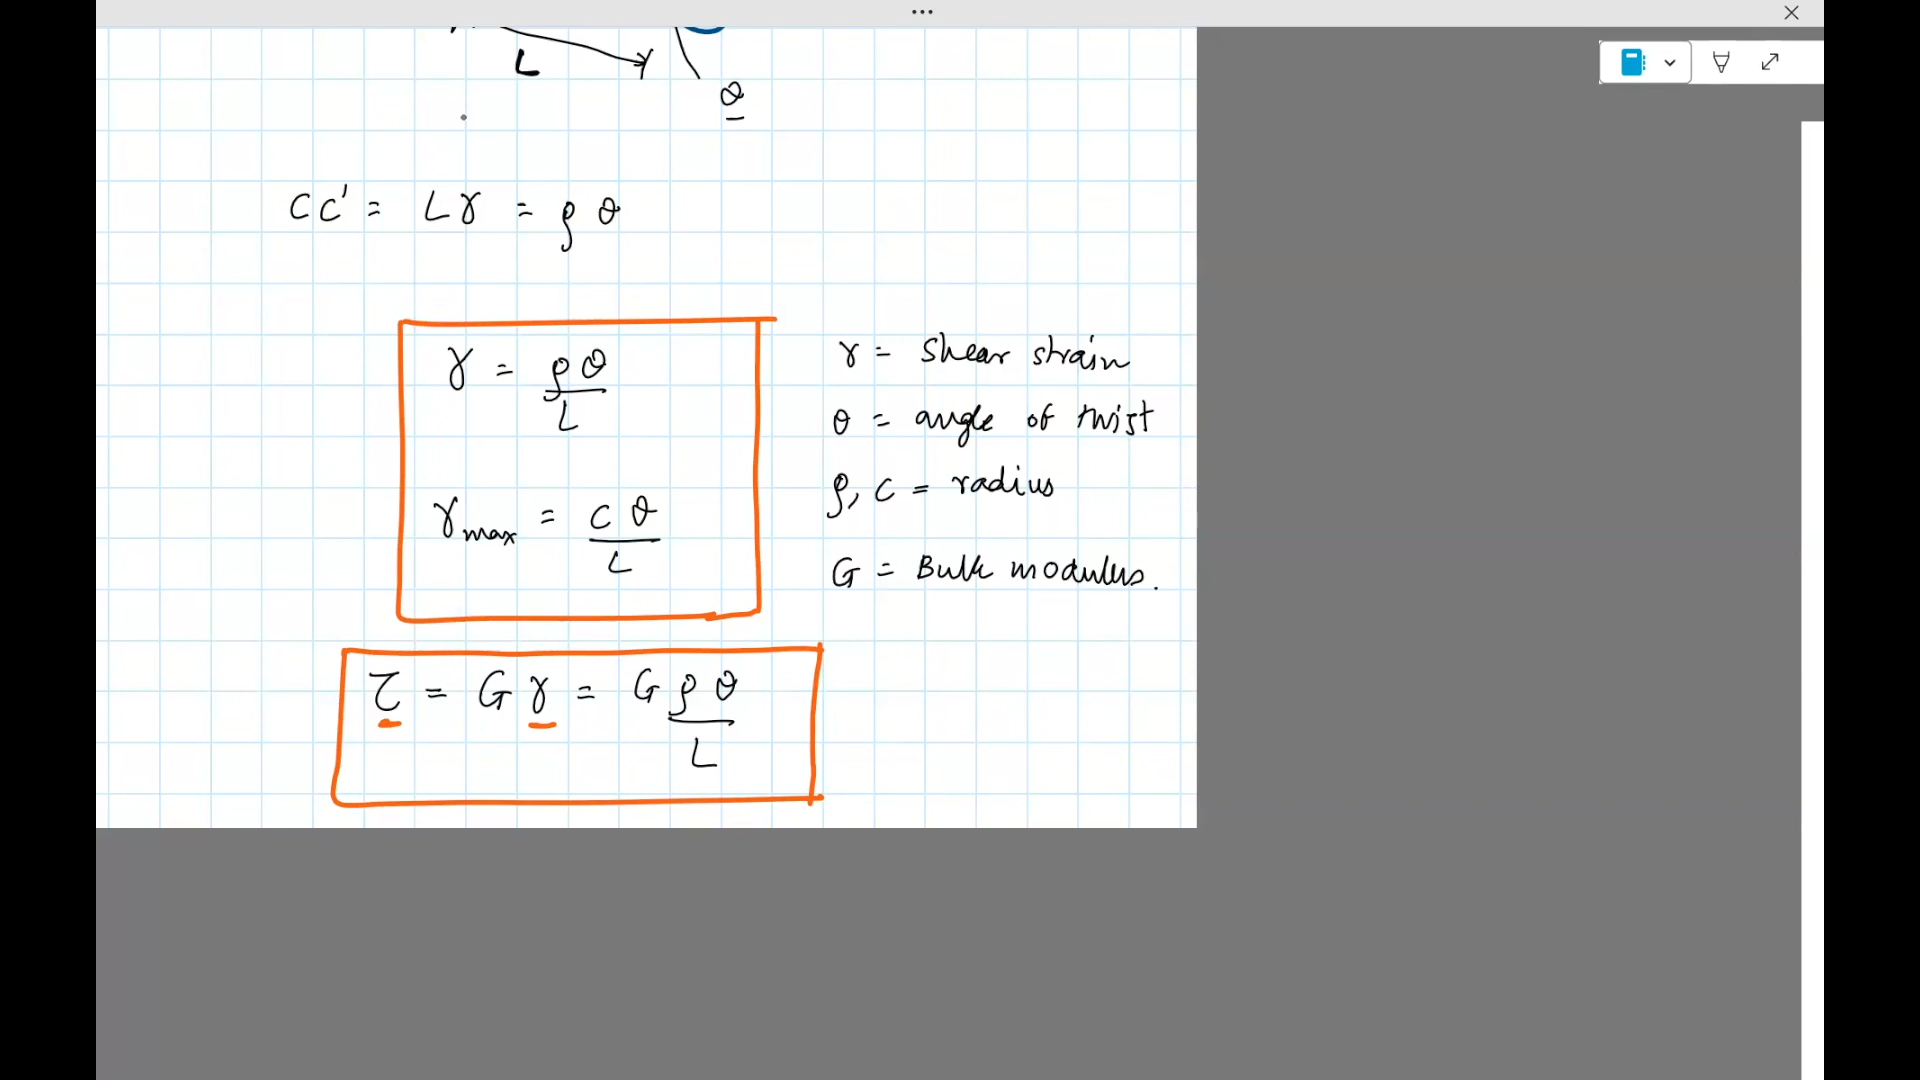 L
θ
CC' = Lγ = ρθ
γ = ρθ / L
γmax = cθ / L
γ = shear strain
θ = angle of twist
ρ, c = radius
G = Bulk modulus.
τ = Gγ = Gρθ / L